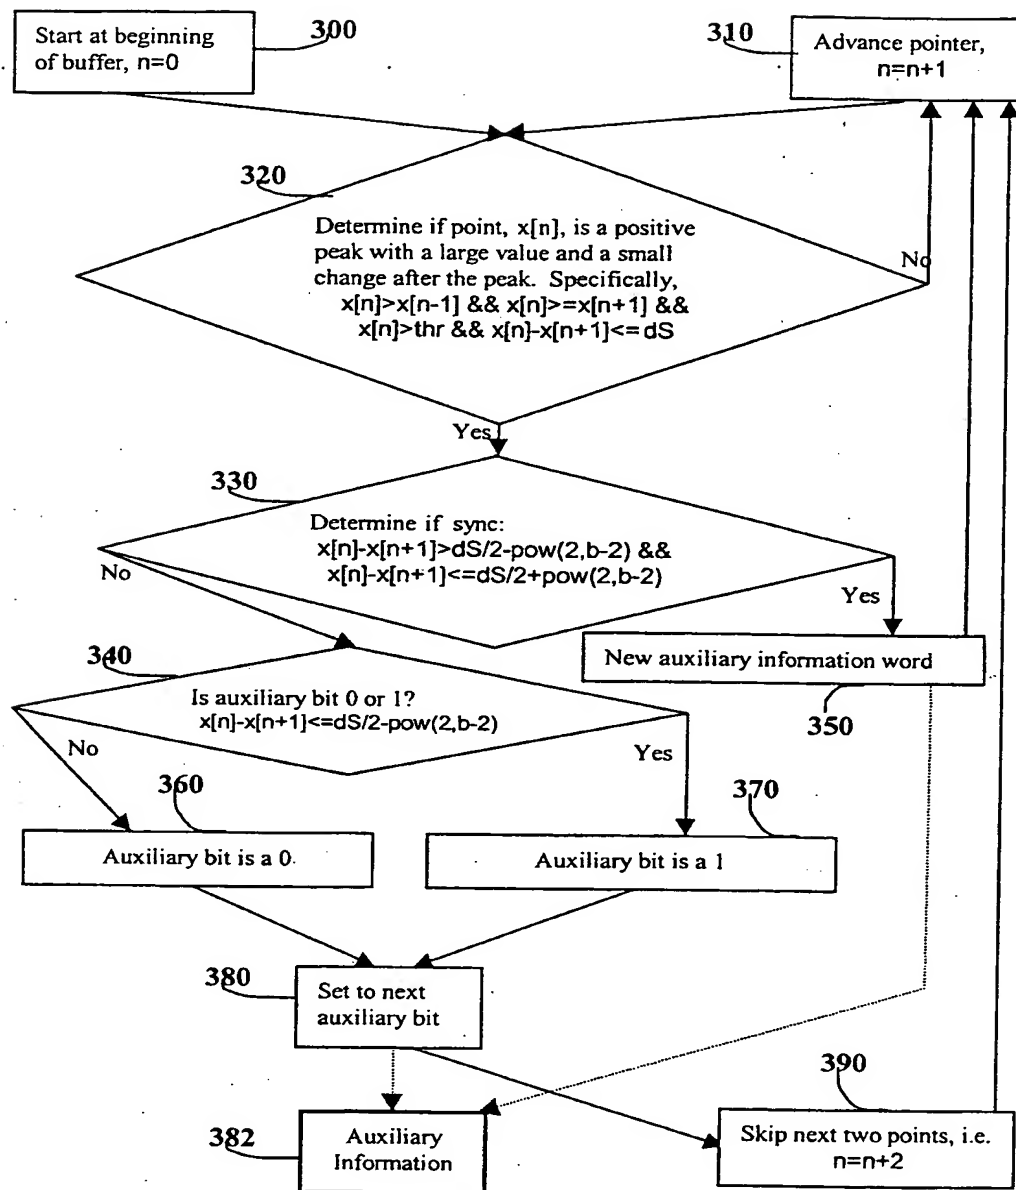 Start at beginning
of buffer, n=0
300
310
Advance pointer,
n=n+1
320
Determine if point, x[n], is a positive
peak with a large value and a small
change after the peak. Specifically,
x[n]>x[n-1] && x[n]>=x[n+1] &&
x[n]>thr && x[n]-x[n+1]<=dS
No
Yes
330
Determine if sync:
x[n]-x[n+1]>dS/2-pow(2,b-2) &&
x[n]-x[n+1]<=dS/2+pow(2,b-2)
No
Yes
340
Is auxiliary bit 0 or 1?
x[n]-x[n+1]<=dS/2-pow(2,b-2)
New auxiliary information word
350
No
Yes
360
370
Auxiliary bit is a 0
Auxiliary bit is a 1
380
Set to next
auxiliary bit
390
382
Auxiliary
Information
Skip next two points, i.e.
n=n+2